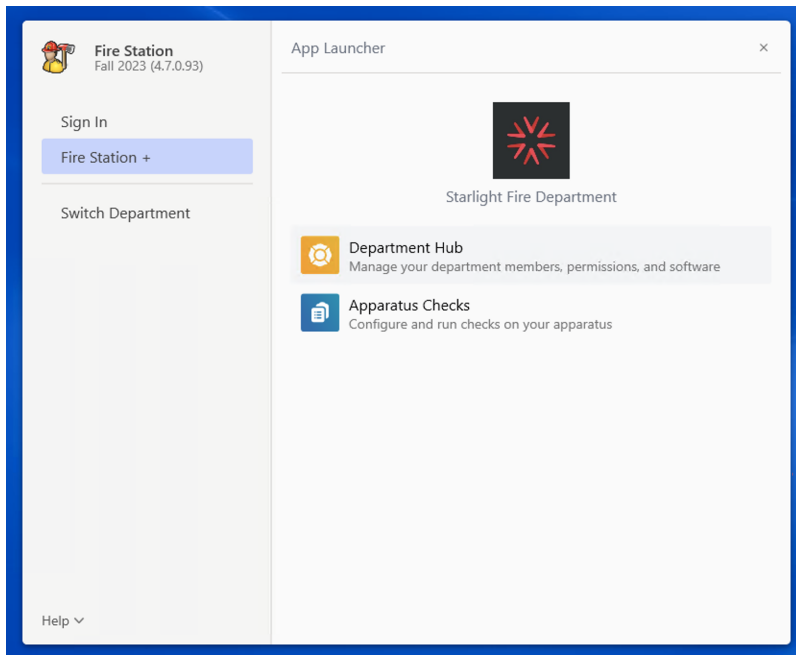 Fire Station
Fall 2023 (4.7.0.93)
Sign In
Fire Station +
Switch Department
Help
App Launcher
×
Starlight Fire Department
Department Hub
Manage your department members, permissions, and software
Apparatus Checks
Configure and run checks on your apparatus